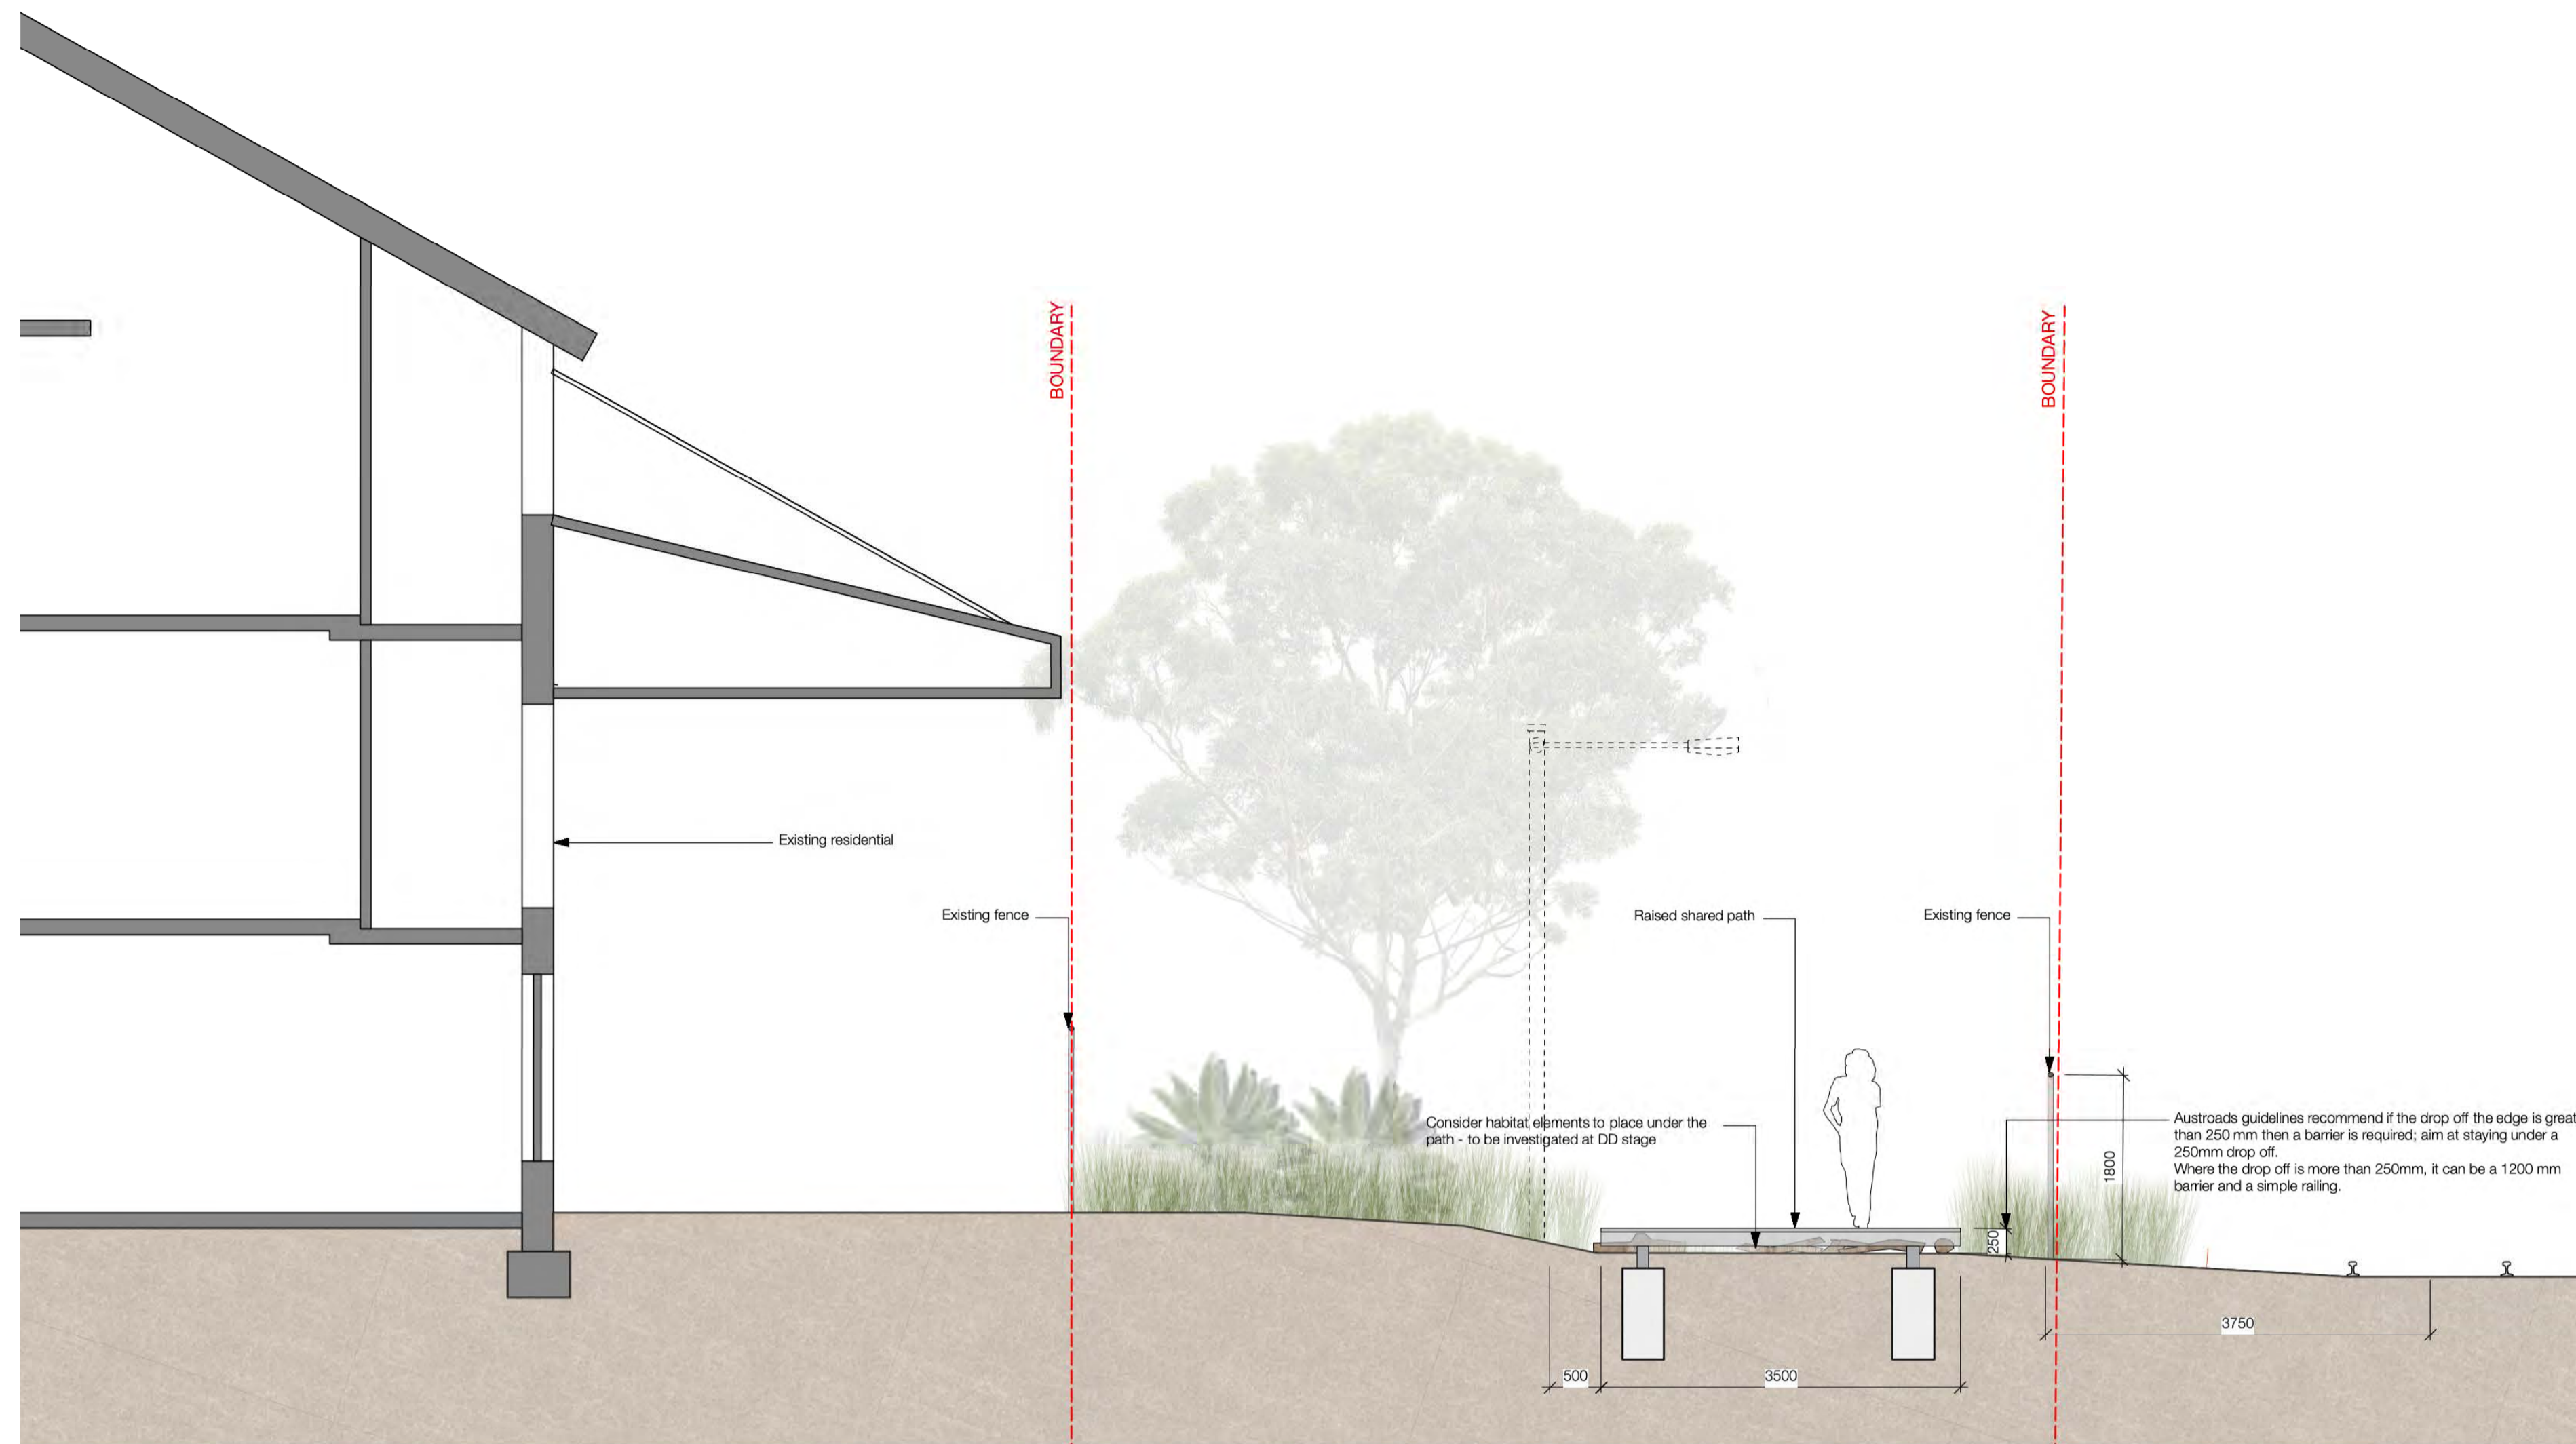 BOUNDARY
BOUNDARY
Existing residential
Existing fence
Raised shared path
Existing fence
Consider habitat elements to place under the
path - to be investigated at DD stage
Austroads guidelines recommend if the drop off the edge is great
than 250 mm then a barrier is required; aim at staying under a
250mm drop off.
Where the drop off is more than 250mm, it can be a 1200 mm
barrier and a simple railing.
1800
250
3750
500
3500